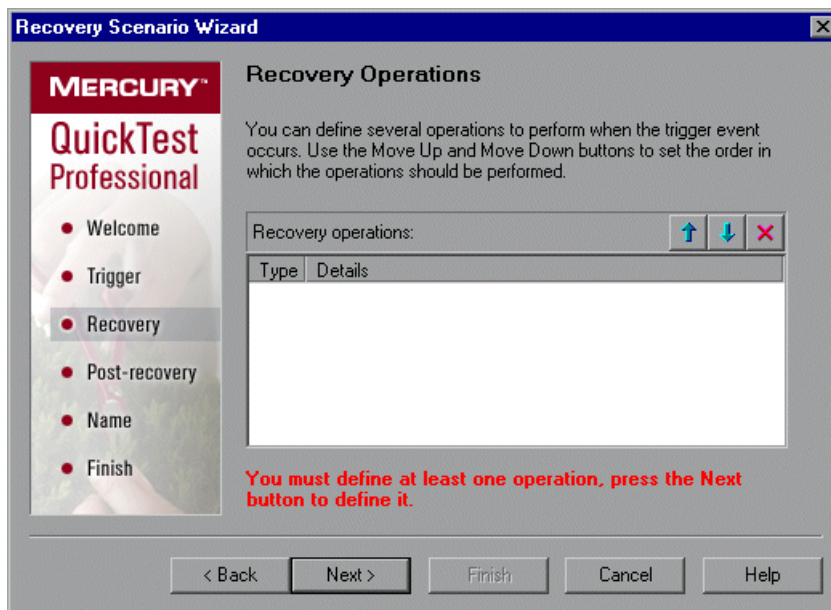 Recovery Scenario Wizard
MERCURY™
QuickTest
Professional
Welcome
Trigger
Recovery
Post-recovery
Name
Finish
Recovery Operations
You can define several operations to perform when the trigger event
occurs. Use the Move Up and Move Down buttons to set the order in
which the operations should be performed.
Recovery operations:
Type Details
You must define at least one operation, press the Next
button to define it.
< Back Next > Finish Cancel Help